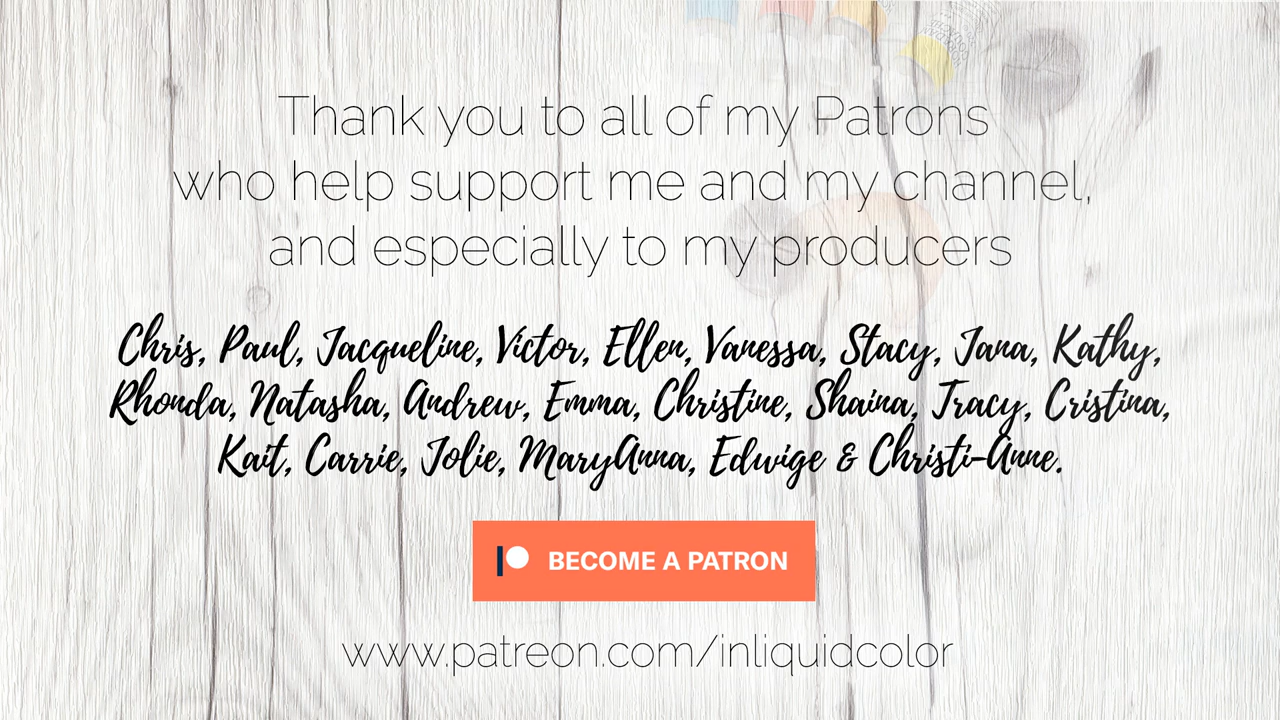 Thank you to all of my Patrons
who help support me and my channel,
and especially to my producers
Chris, Paul, Jacqueline, Victor, Ellen, Vanessa, Stacy, Jana, Kathy,
Rhonda, Natasha, Andrew, Emma, Christine, Shaina, Tracy, Cristina,
Kait, Carrie, Jolie, MaryAnna, Edwige & Christi-Anne.
BECOME A PATRON
www.patreon.com/inliquidcolor